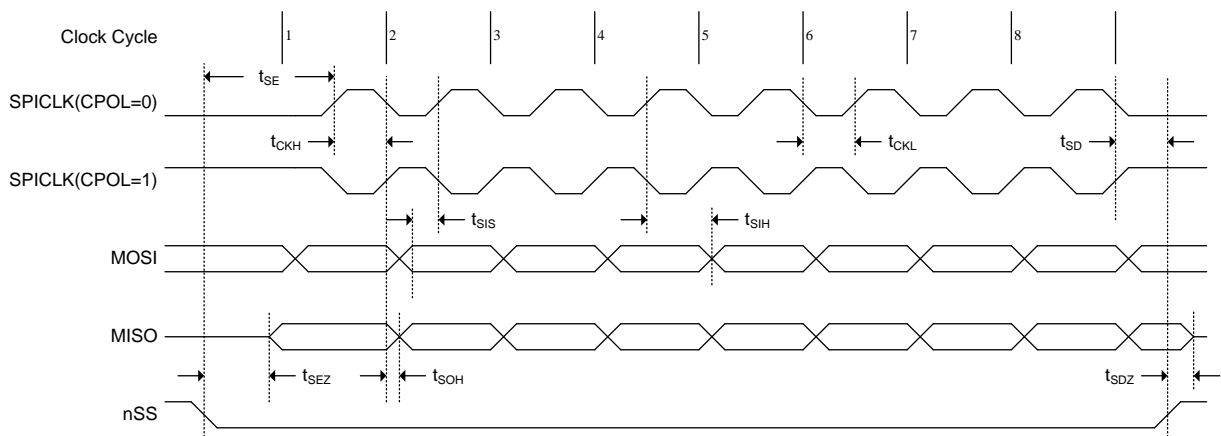 Clock Cycle 1 2 3 4 5 6 7 8
tSE
SPICLK(CPOL=0)
tCKH tCKL tSD
SPICLK(CPOL=1)
tSIS tSIH
MOSI
MISO
tSEZ tSOH tSDZ
nSS